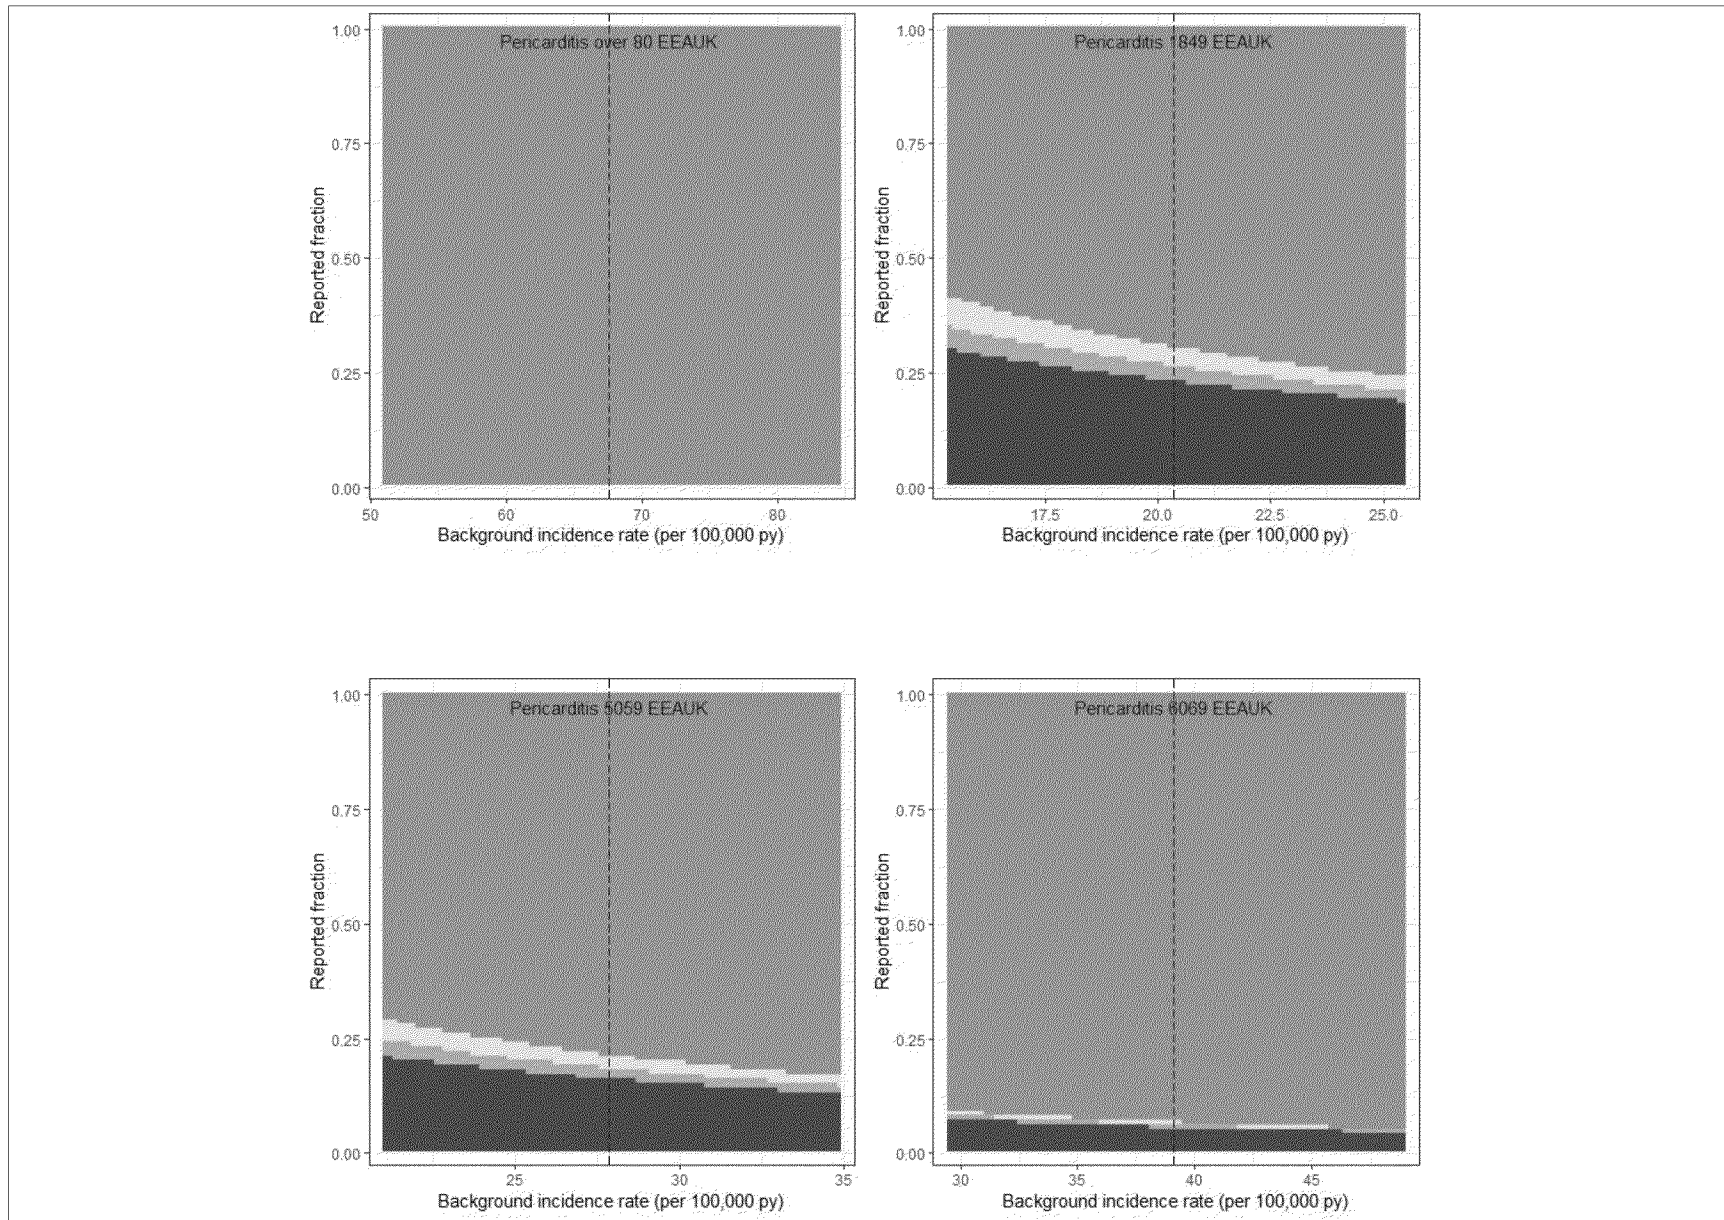 Pericarditis over 80 EEAUK
1.00
0.75
0.50
0.25
0.00
Reported fraction
50 60 70 80
Background incidence rate (per 100,000 py)
Pericarditis 1849 EEAUK
1.00
0.75
0.50
0.25
0.00
Reported fraction
17.5 20.0 22.5 25.0
Background incidence rate (per 100,000 py)
Pericarditis 5059 EEAUK
1.00
0.75
0.50
0.25
0.00
Reported fraction
25 30 35
Background incidence rate (per 100,000 py)
Pericarditis 6069 EEAUK
1.00
0.75
0.50
0.25
0.00
Reported fraction
30 35 40 45
Background incidence rate (per 100,000 py)